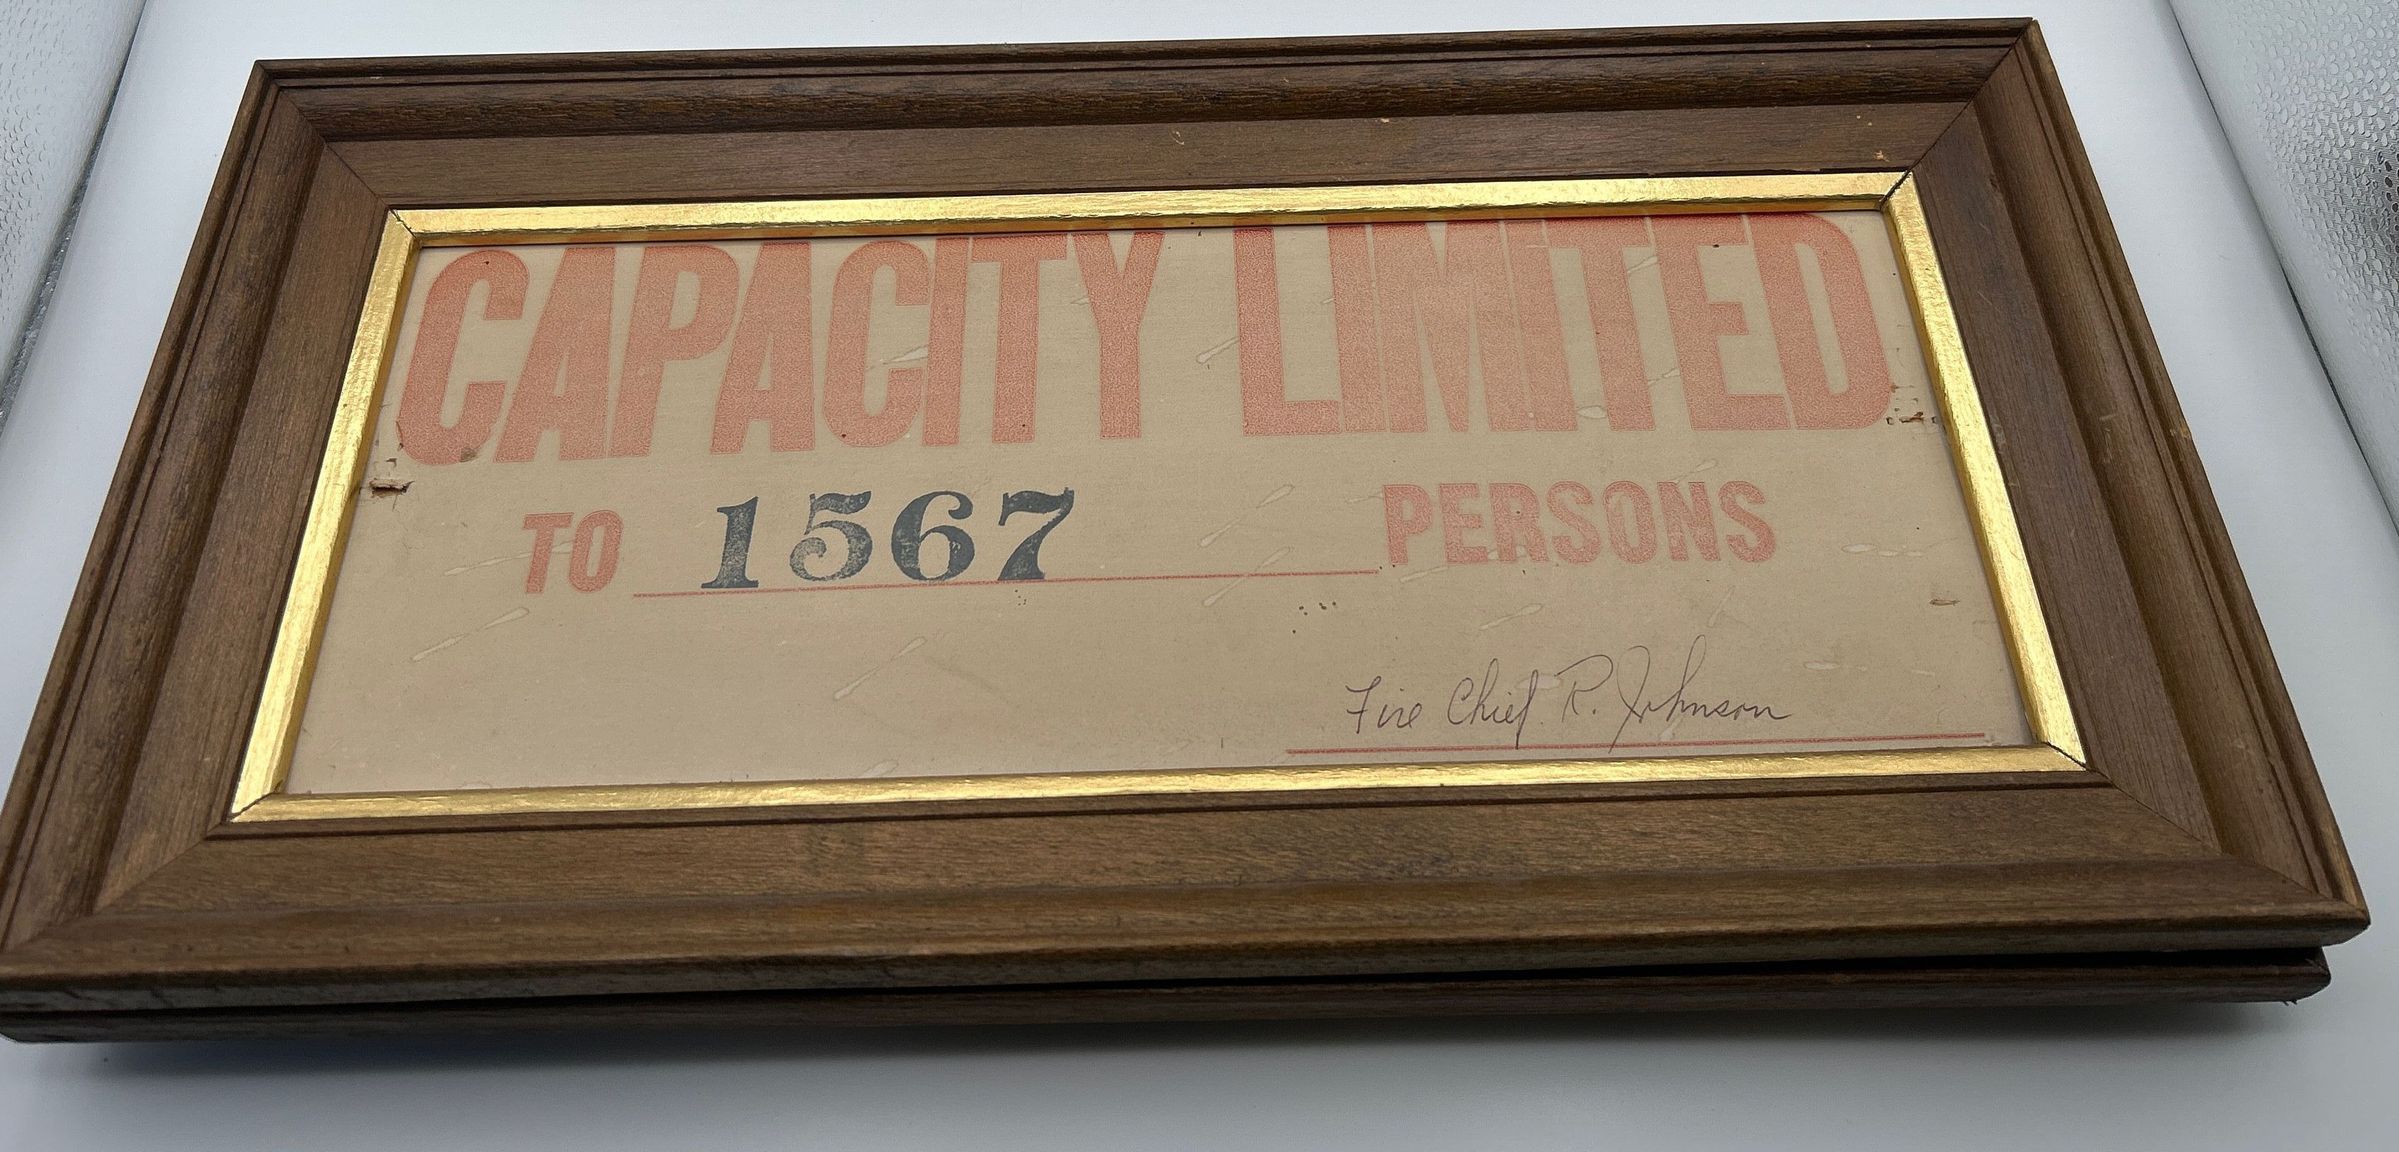 CAPACITY LIMITED
TO 1567 PERSONS
Fire Chief R. Johnson